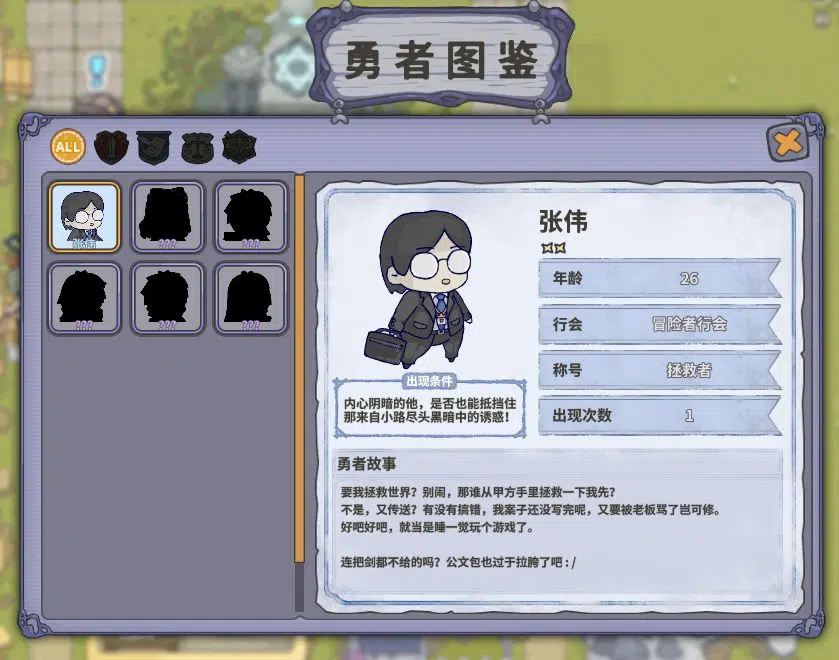 勇者图鉴
ALL
张伟
???
???
???
???
???
张伟
年龄 26
行会 冒险者行会
称号 拯救者
出现次数 1
出现条件
内心阴暗的他，是否也能抵挡住
那来自小路尽头黑暗中的诱惑！
勇者故事
要我拯救世界？别闹，那谁从甲方手里拯救一下我先？
不是，又传送？有没有搞错，我案子还没写完呢，又要被老板骂了岂可修。
好吧好吧，就当是睡一觉玩个游戏了。
连把剑都不给的吗？公文包也过于拉胯了吧 : /